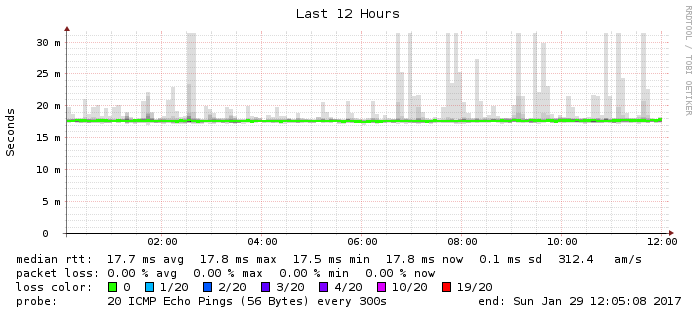 Last 12 Hours
RRDTOOL / TOBI OETIKER
Seconds
30 m
25 m
20 m
15 m
10 m
5 m
0
02:00 04:00 06:00 08:00 10:00 12:00
median rtt: 17.7 ms avg 17.8 ms max 17.5 ms min 17.8 ms now 0.1 ms sd 312.4 am/s
packet loss: 0.00 % avg 0.00 % max 0.00 % min 0.00 % now
loss color: 0 1/20 2/20 3/20 4/20 10/20 19/20
probe: 20 ICMP Echo Pings (56 Bytes) every 300s end: Sun Jan 29 12:05:08 2017